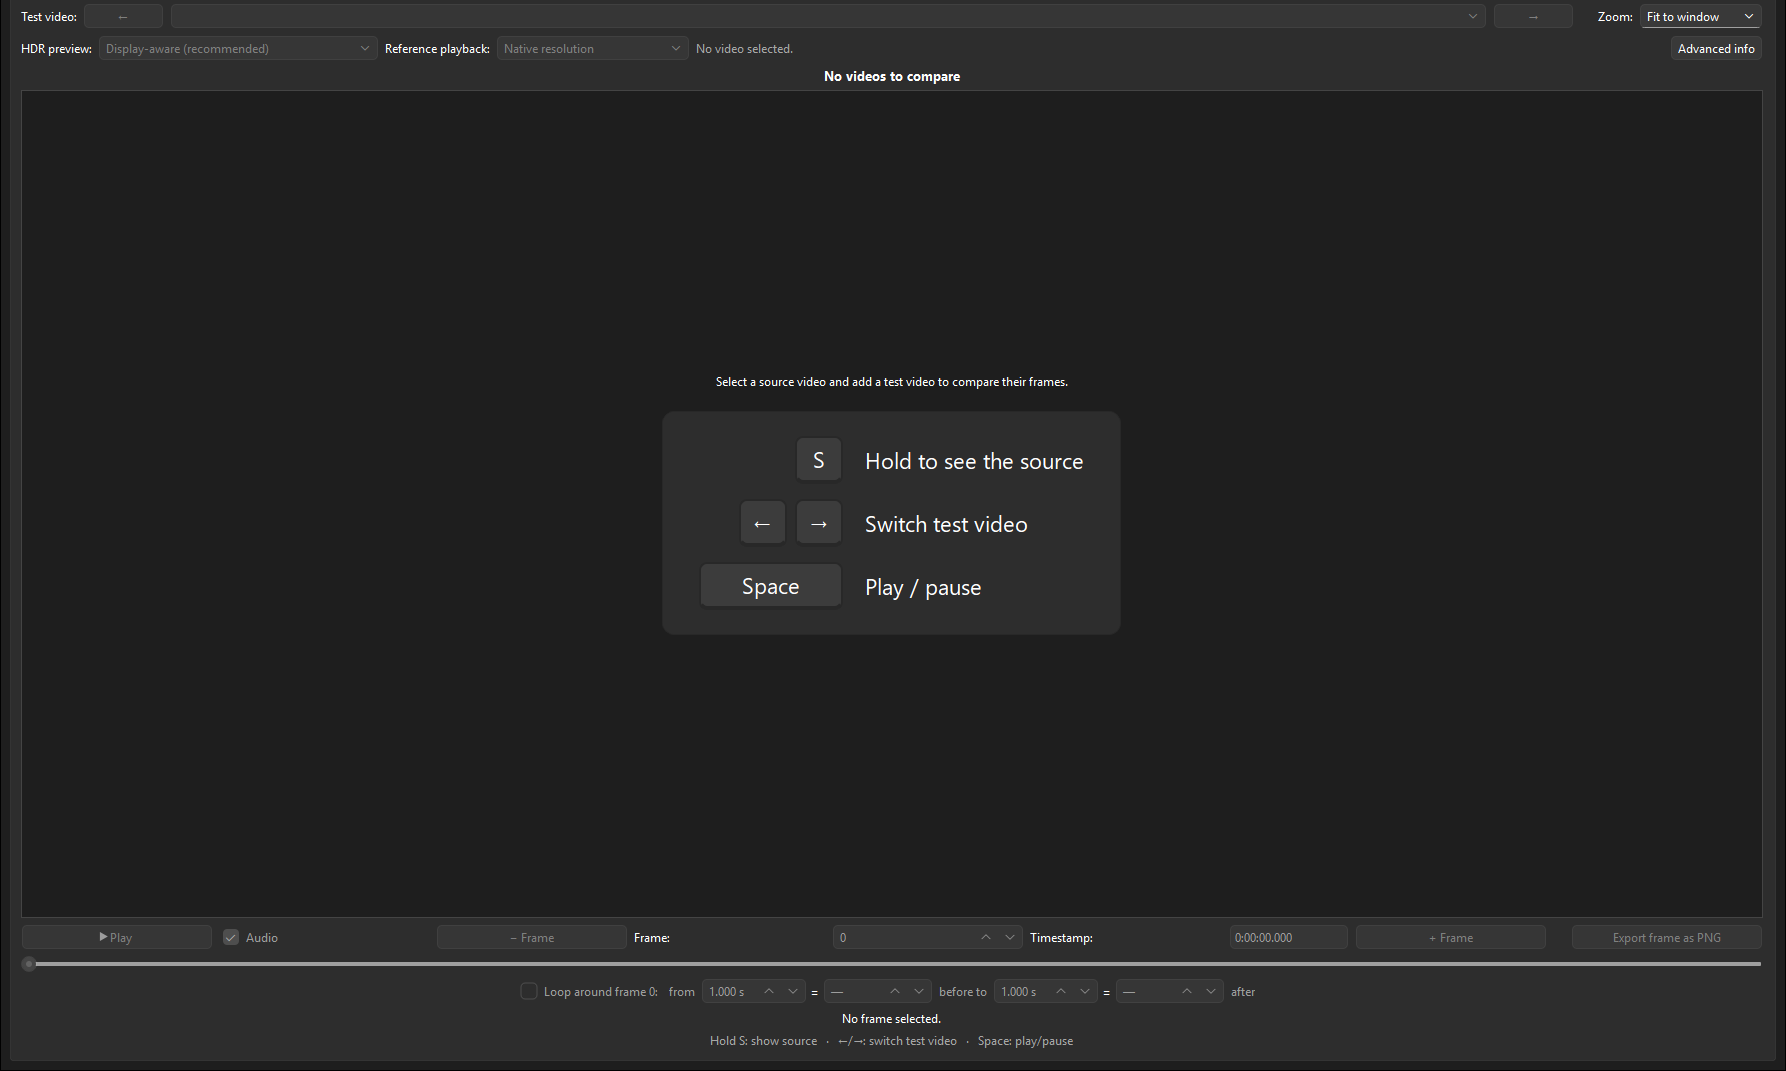 Test video: ← → Zoom: Fit to window
HDR preview: Display-aware (recommended) Reference playback: Native resolution No video selected. Advanced info
No videos to compare
Select a source video and add a test video to compare their frames.
S Hold to see the source
← → Switch test video
Space Play / pause
Play Audio − Frame Frame: 0 Timestamp: 0:00:00.000 + Frame Export frame as PNG
Loop around frame 0: from 1.000 s = — before to 1.000 s = — after
No frame selected.
Hold S: show source · ←/→: switch test video · Space: play/pause